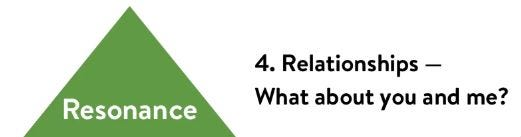 Resonance
4. Relationships —
What about you and me?